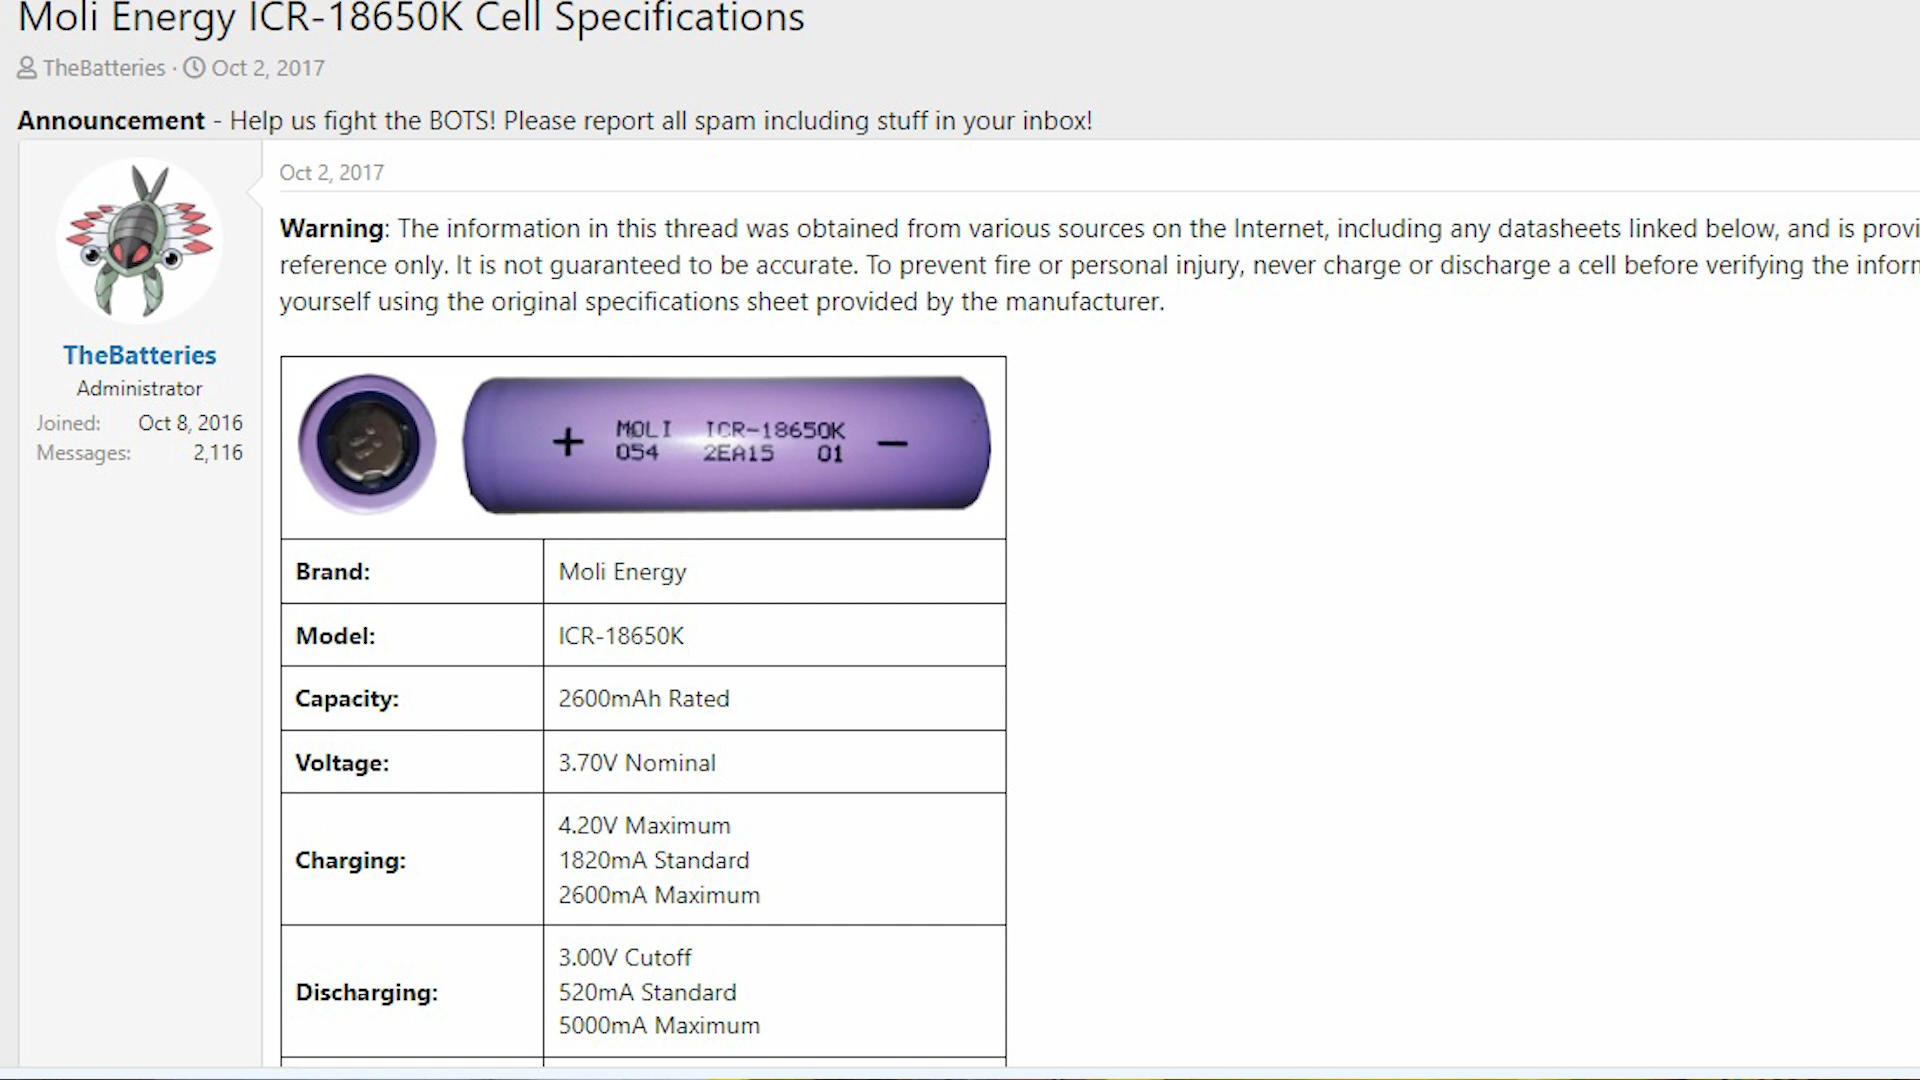 Moli Energy ICR-18650K Cell Specifications
TheBatteries · Oct 2, 2017
Announcement - Help us fight the BOTS! Please report all spam including stuff in your inbox!
Oct 2, 2017
Warning: The information in this thread was obtained from various sources on the Internet, including any datasheets linked below, and is provi
reference only. It is not guaranteed to be accurate. To prevent fire or personal injury, never charge or discharge a cell before verifying the infor
yourself using the original specifications sheet provided by the manufacturer.
TheBatteries
Administrator
Joined: Oct 8, 2016
Messages: 2,116
+ MOLI ICR-18650K −
054 2EA15 01
Brand: Moli Energy
Model: ICR-18650K
Capacity: 2600mAh Rated
Voltage: 3.70V Nominal
Charging: 4.20V Maximum
1820mA Standard
2600mA Maximum
Discharging: 3.00V Cutoff
520mA Standard
5000mA Maximum